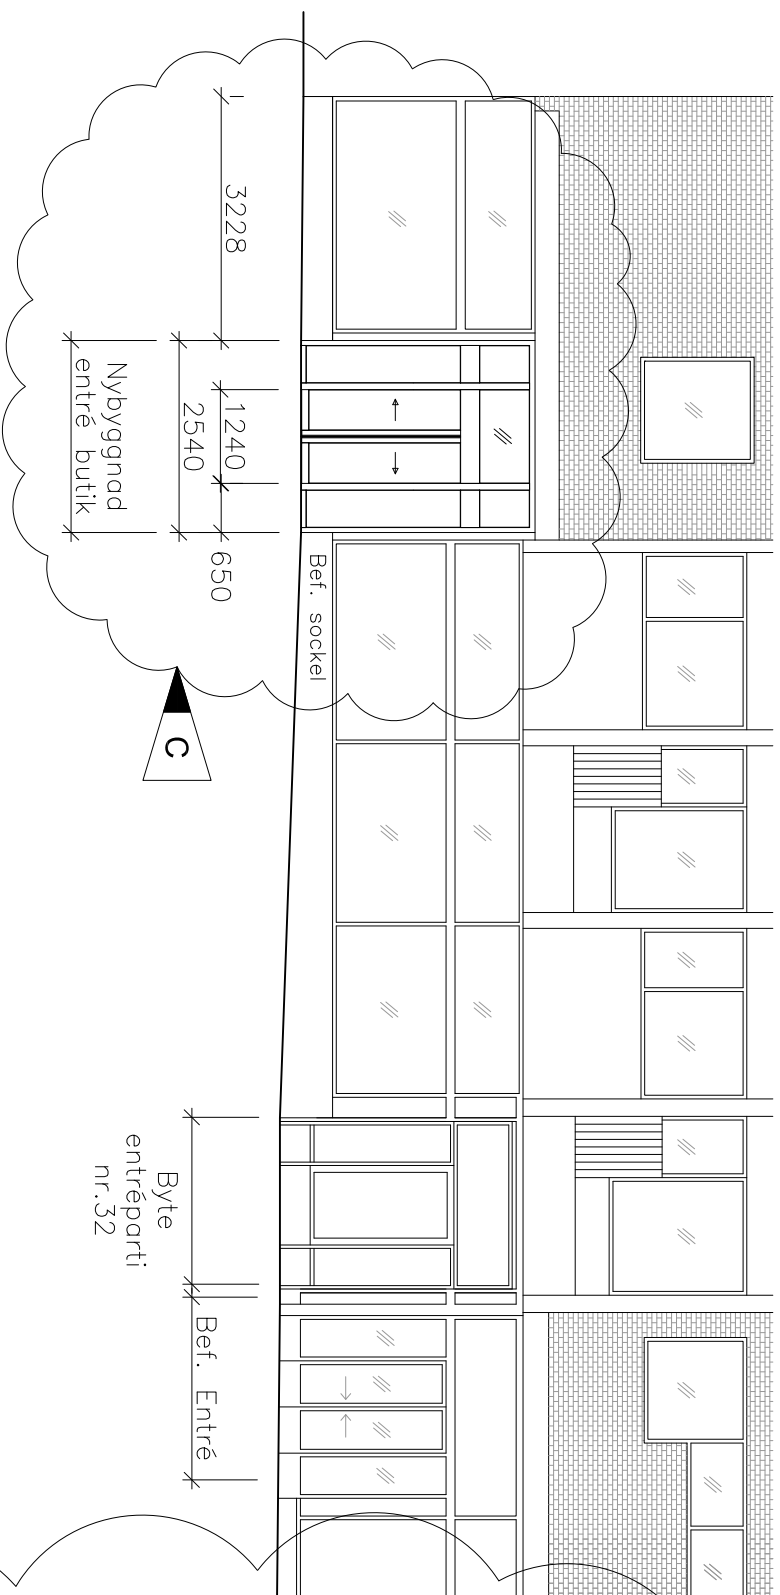 3228
1240
650
2540
Nybyggnad
entré butik
Bef. sockel
C
Byte
entréparti
nr.32
Bef. Entré